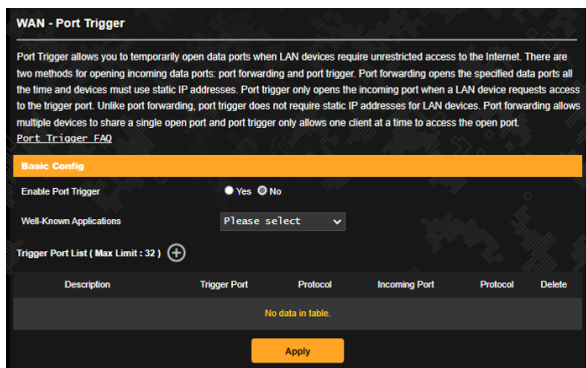 WAN - Port Trigger
Port Trigger allows you to temporarily open data ports when LAN devices require unrestricted access to the Internet. There are
two methods for opening incoming data ports: port forwarding and port trigger. Port forwarding opens the specified data ports all
the time and devices must use static IP addresses. Port trigger only opens the incoming port when a LAN device requests access
to the trigger port. Unlike port forwarding, port trigger does not require static IP addresses for LAN devices. Port forwarding allows
multiple devices to share a single open port and port trigger only allows one client at a time to access the open port.
Port Trigger FAQ
Basic Config
Enable Port Trigger Yes No
Well-Known Applications Please select
Trigger Port List ( Max Limit : 32 )
Description Trigger Port Protocol Incoming Port Protocol Delete
No data in table.
Apply